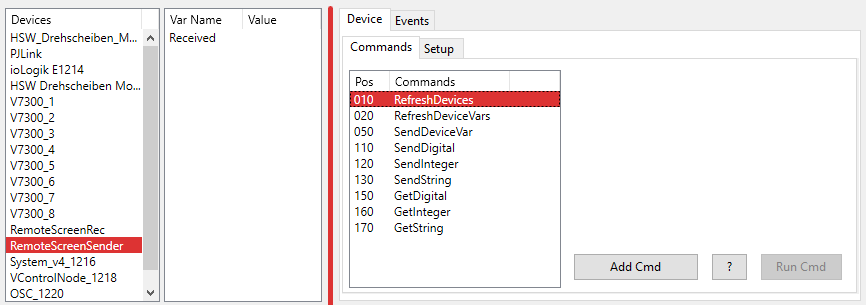 Devices
HSW_Drehscheiben_M...
PJLink
ioLogik E1214
HSW Drehscheiben Mo...
V7300_1
V7300_2
V7300_3
V7300_4
V7300_5
V7300_6
V7300_7
V7300_8
RemoteScreenRec
RemoteScreenSender
System_v4_1216
VControlNode_1218
OSC_1220
Var Name Value
Received
Device Events
Commands Setup
Pos Commands
010 RefreshDevices
020 RefreshDeviceVars
050 SendDeviceVar
110 SendDigital
120 SendInteger
130 SendString
150 GetDigital
160 GetInteger
170 GetString
Add Cmd ? Run Cmd